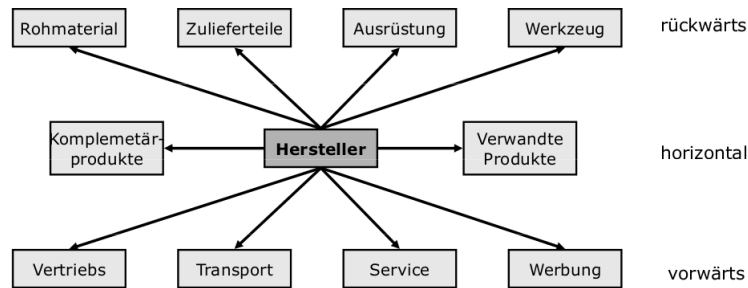 Rohmaterial Zulieferteile Ausrüstung Werkzeug rückwärts
Komplemetär-
produkte
Hersteller
Verwandte
Produkte
horizontal
Vertriebs Transport Service Werbung vorwärts